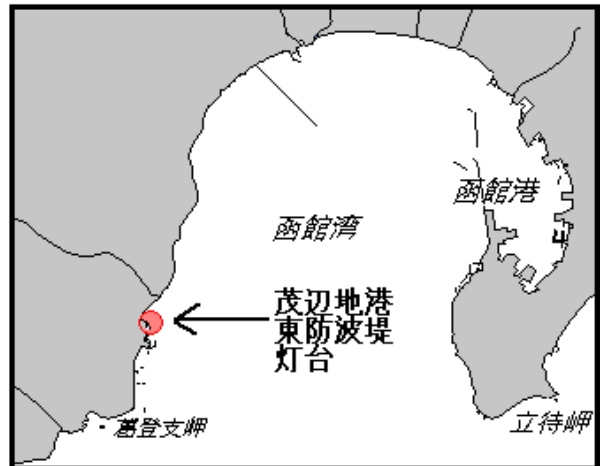 函館港
函館湾
茂辺地港
東防波堤
灯台
葛登支岬
立待岬